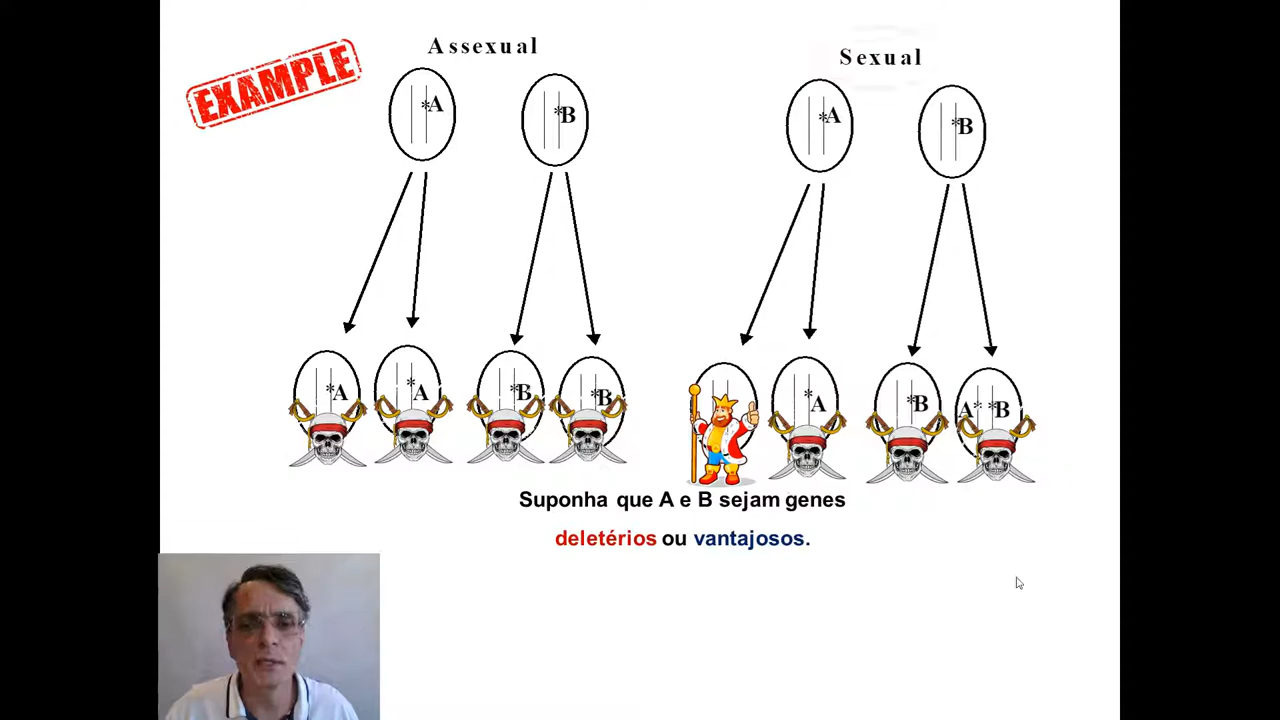 EXAMPLE
Assexual
Sexual
*A
*B
*A
*B
*A
*A
*B
*B
*A
*B
A* *B
Suponha que A e B sejam genes
deletérios ou vantajosos.